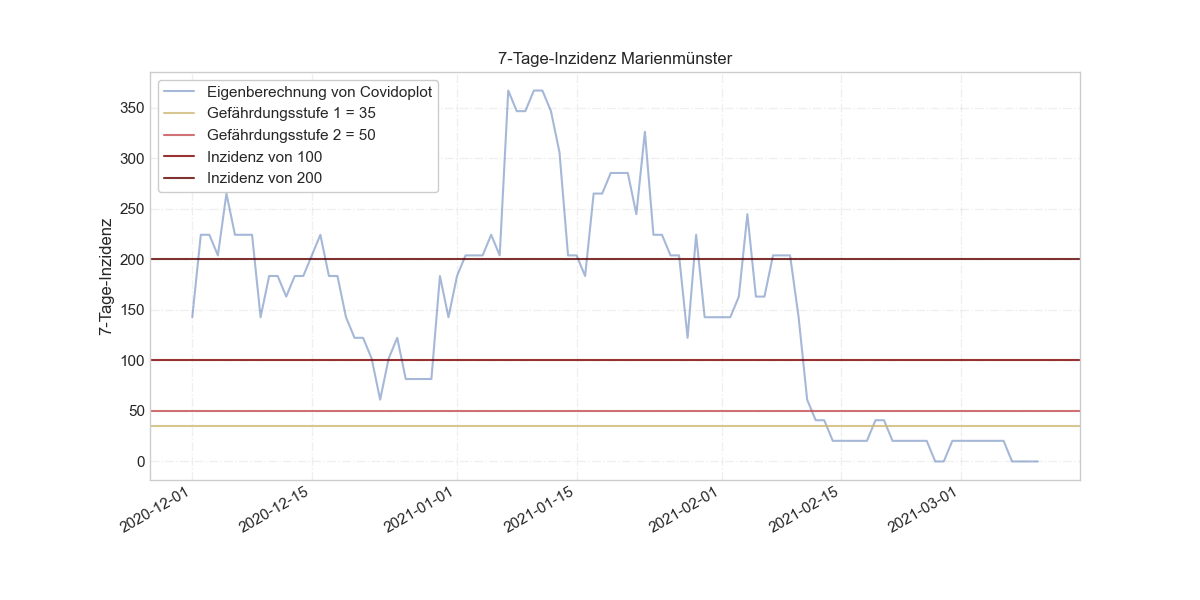 7-Tage-Inzidenz Marienmünster
Eigenberechnung von Covidoplot
Gefährdungsstufe 1 = 35
Gefährdungsstufe 2 = 50
Inzidenz von 100
Inzidenz von 200
7-Tage-Inzidenz
350
300
250
200
150
100
50
0
2020-12-01
2020-12-15
2021-01-01
2021-01-15
2021-02-01
2021-02-15
2021-03-01